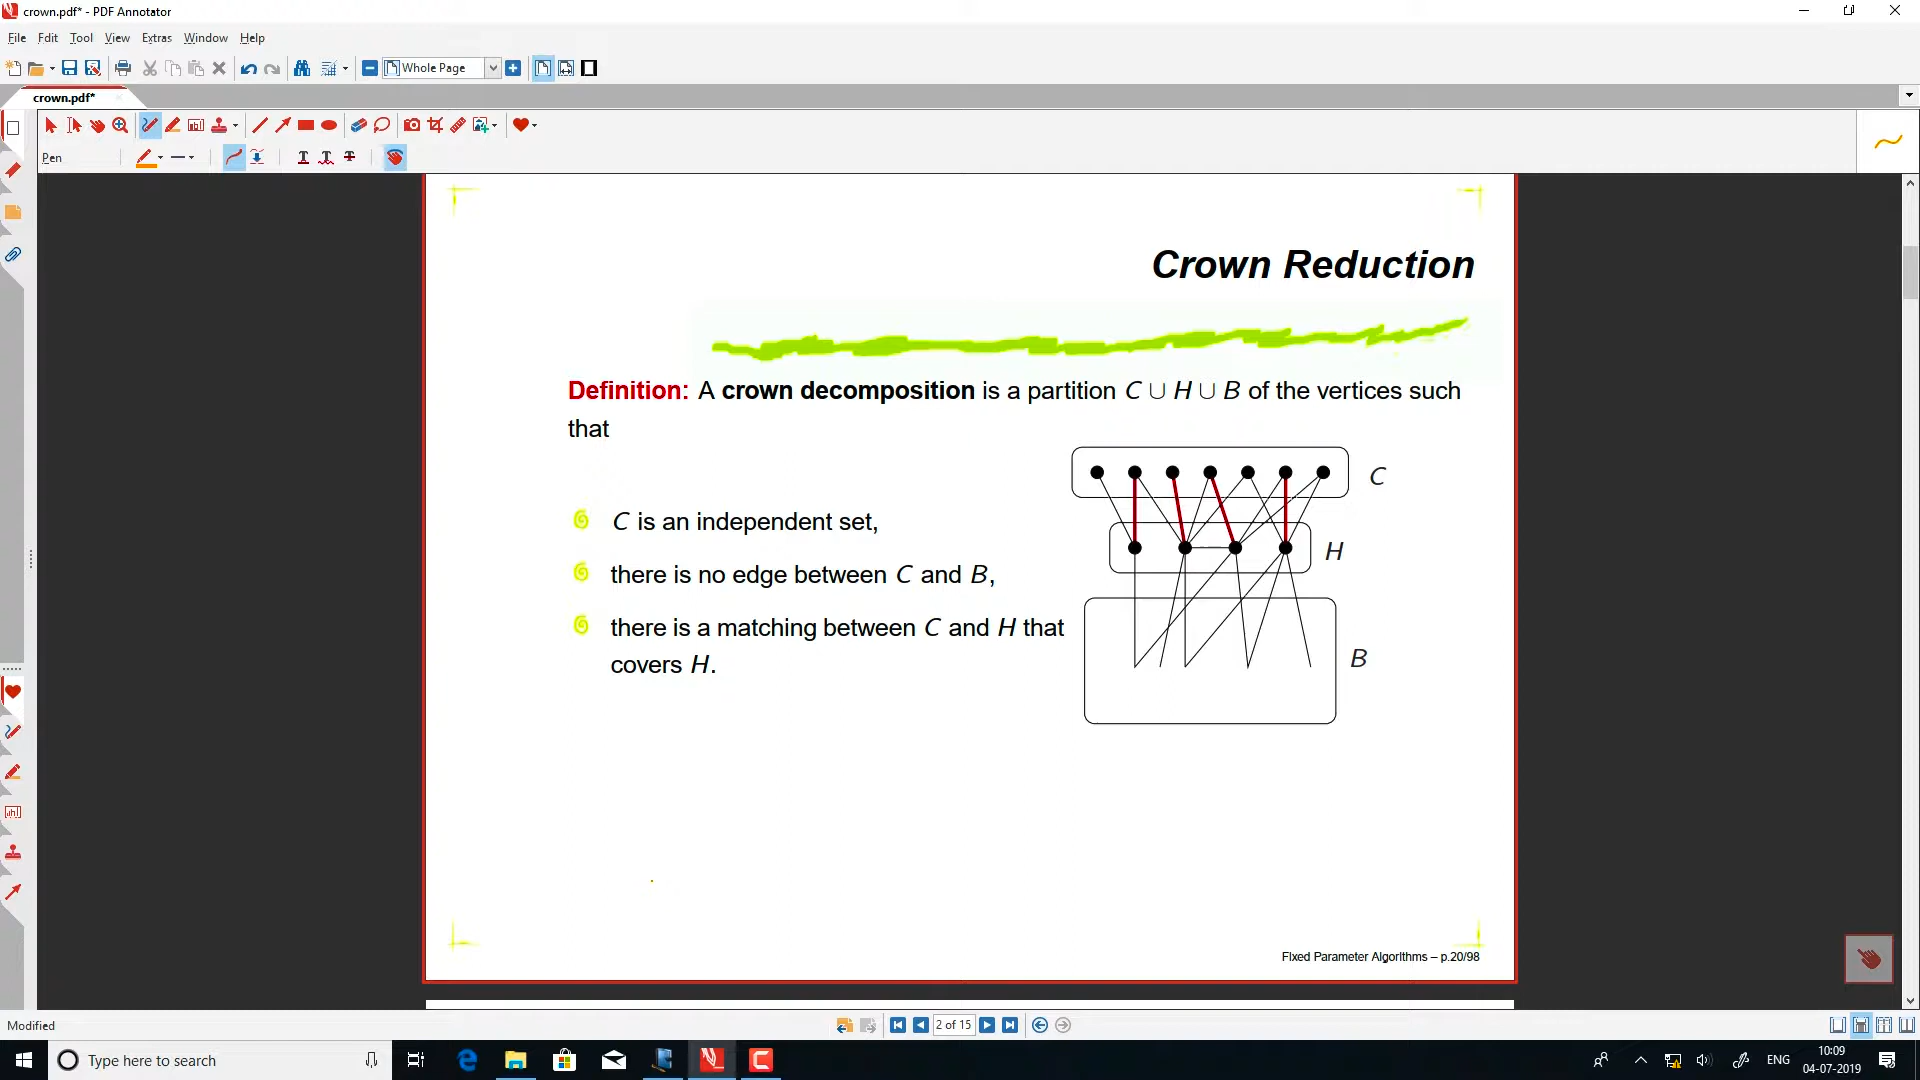 crown.pdf* - PDF Annotator
File Edit Tool View Extras Window Help
Whole Page
crown.pdf*
Pen
Crown Reduction
Definition: A crown decomposition is a partition C ∪ H ∪ B of the vertices such
that
C is an independent set,
there is no edge between C and B,
there is a matching between C and H that
covers H.
C
H
B
Fixed Parameter Algorithms – p.20/98
Modified
2 of 15
Type here to search
ENG
10:09
04-07-2019